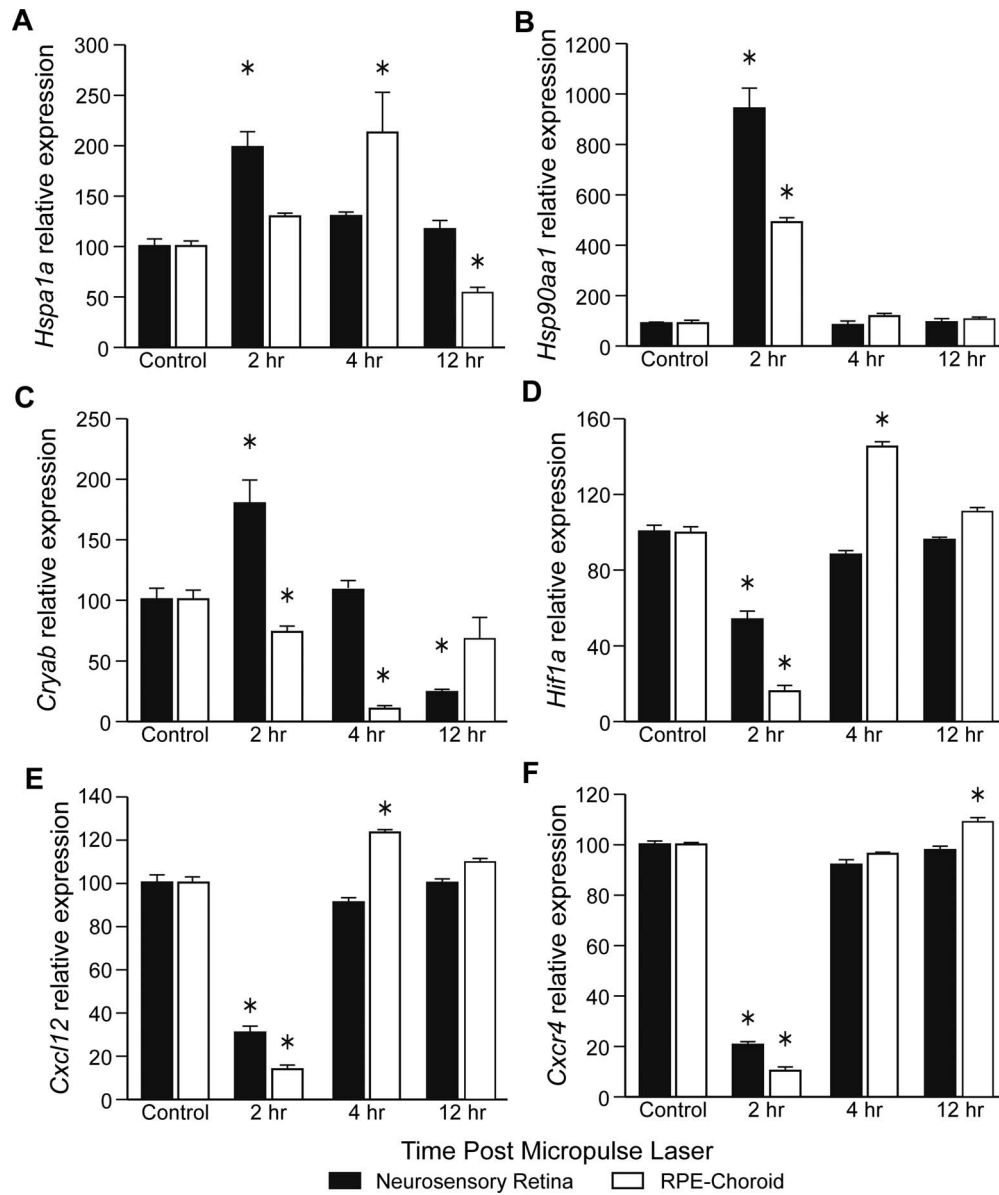 A
Hspa1a relative expression
300
250
200
150
100
50
0
*
*
*
Control 2 hr 4 hr 12 hr
B
Hsp90aa1 relative expression
1200
1000
800
600
400
200
0
*
*
Control 2 hr 4 hr 12 hr
C
Cryab relative expression
250
200
150
100
50
0
*
*
*
*
Control 2 hr 4 hr 12 hr
D
Hif1a relative expression
160
120
80
40
0
*
*
*
Control 2 hr 4 hr 12 hr
E
Cxcl12 relative expression
140
120
100
80
60
40
20
0
*
*
*
Control 2 hr 4 hr 12 hr
F
Cxcr4 relative expression
120
100
80
60
40
20
0
*
*
*
Control 2 hr 4 hr 12 hr
Time Post Micropulse Laser
Neurosensory Retina RPE-Choroid